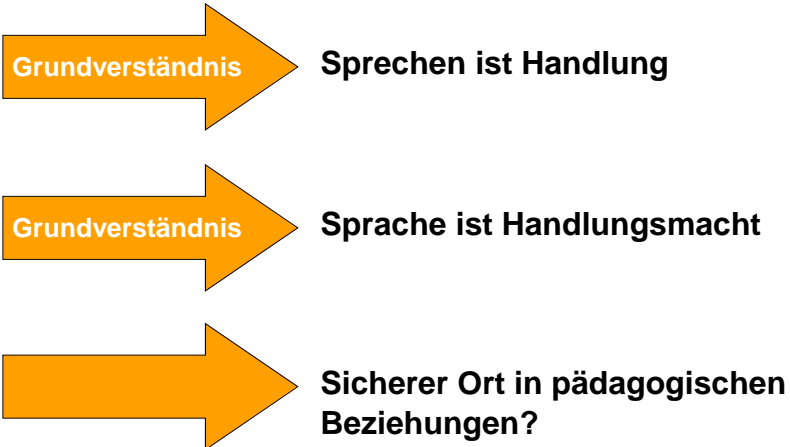 Grundverständnis Sprechen ist Handlung
Grundverständnis Sprache ist Handlungsmacht
Sicherer Ort in pädagogischen
Beziehungen?